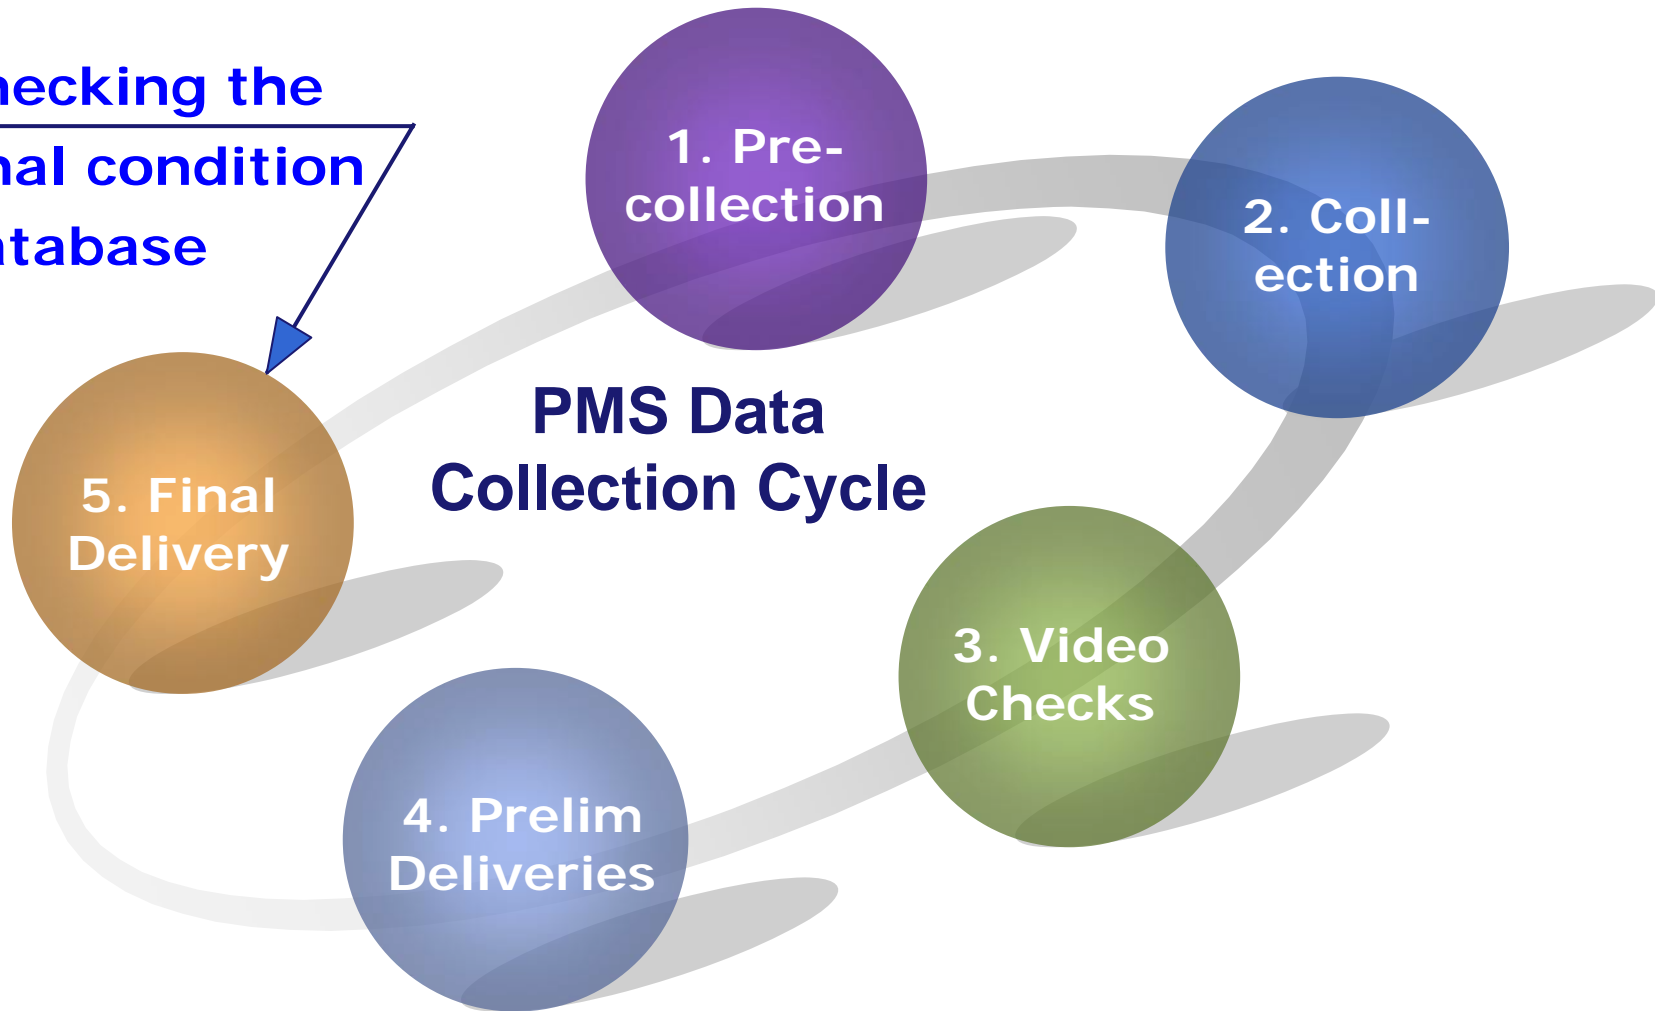 hecking the
nal condition
atabase
1. Pre-
collection
2. Coll-
ection
PMS Data
Collection Cycle
5. Final
Delivery
3. Video
Checks
4. Prelim
Deliveries